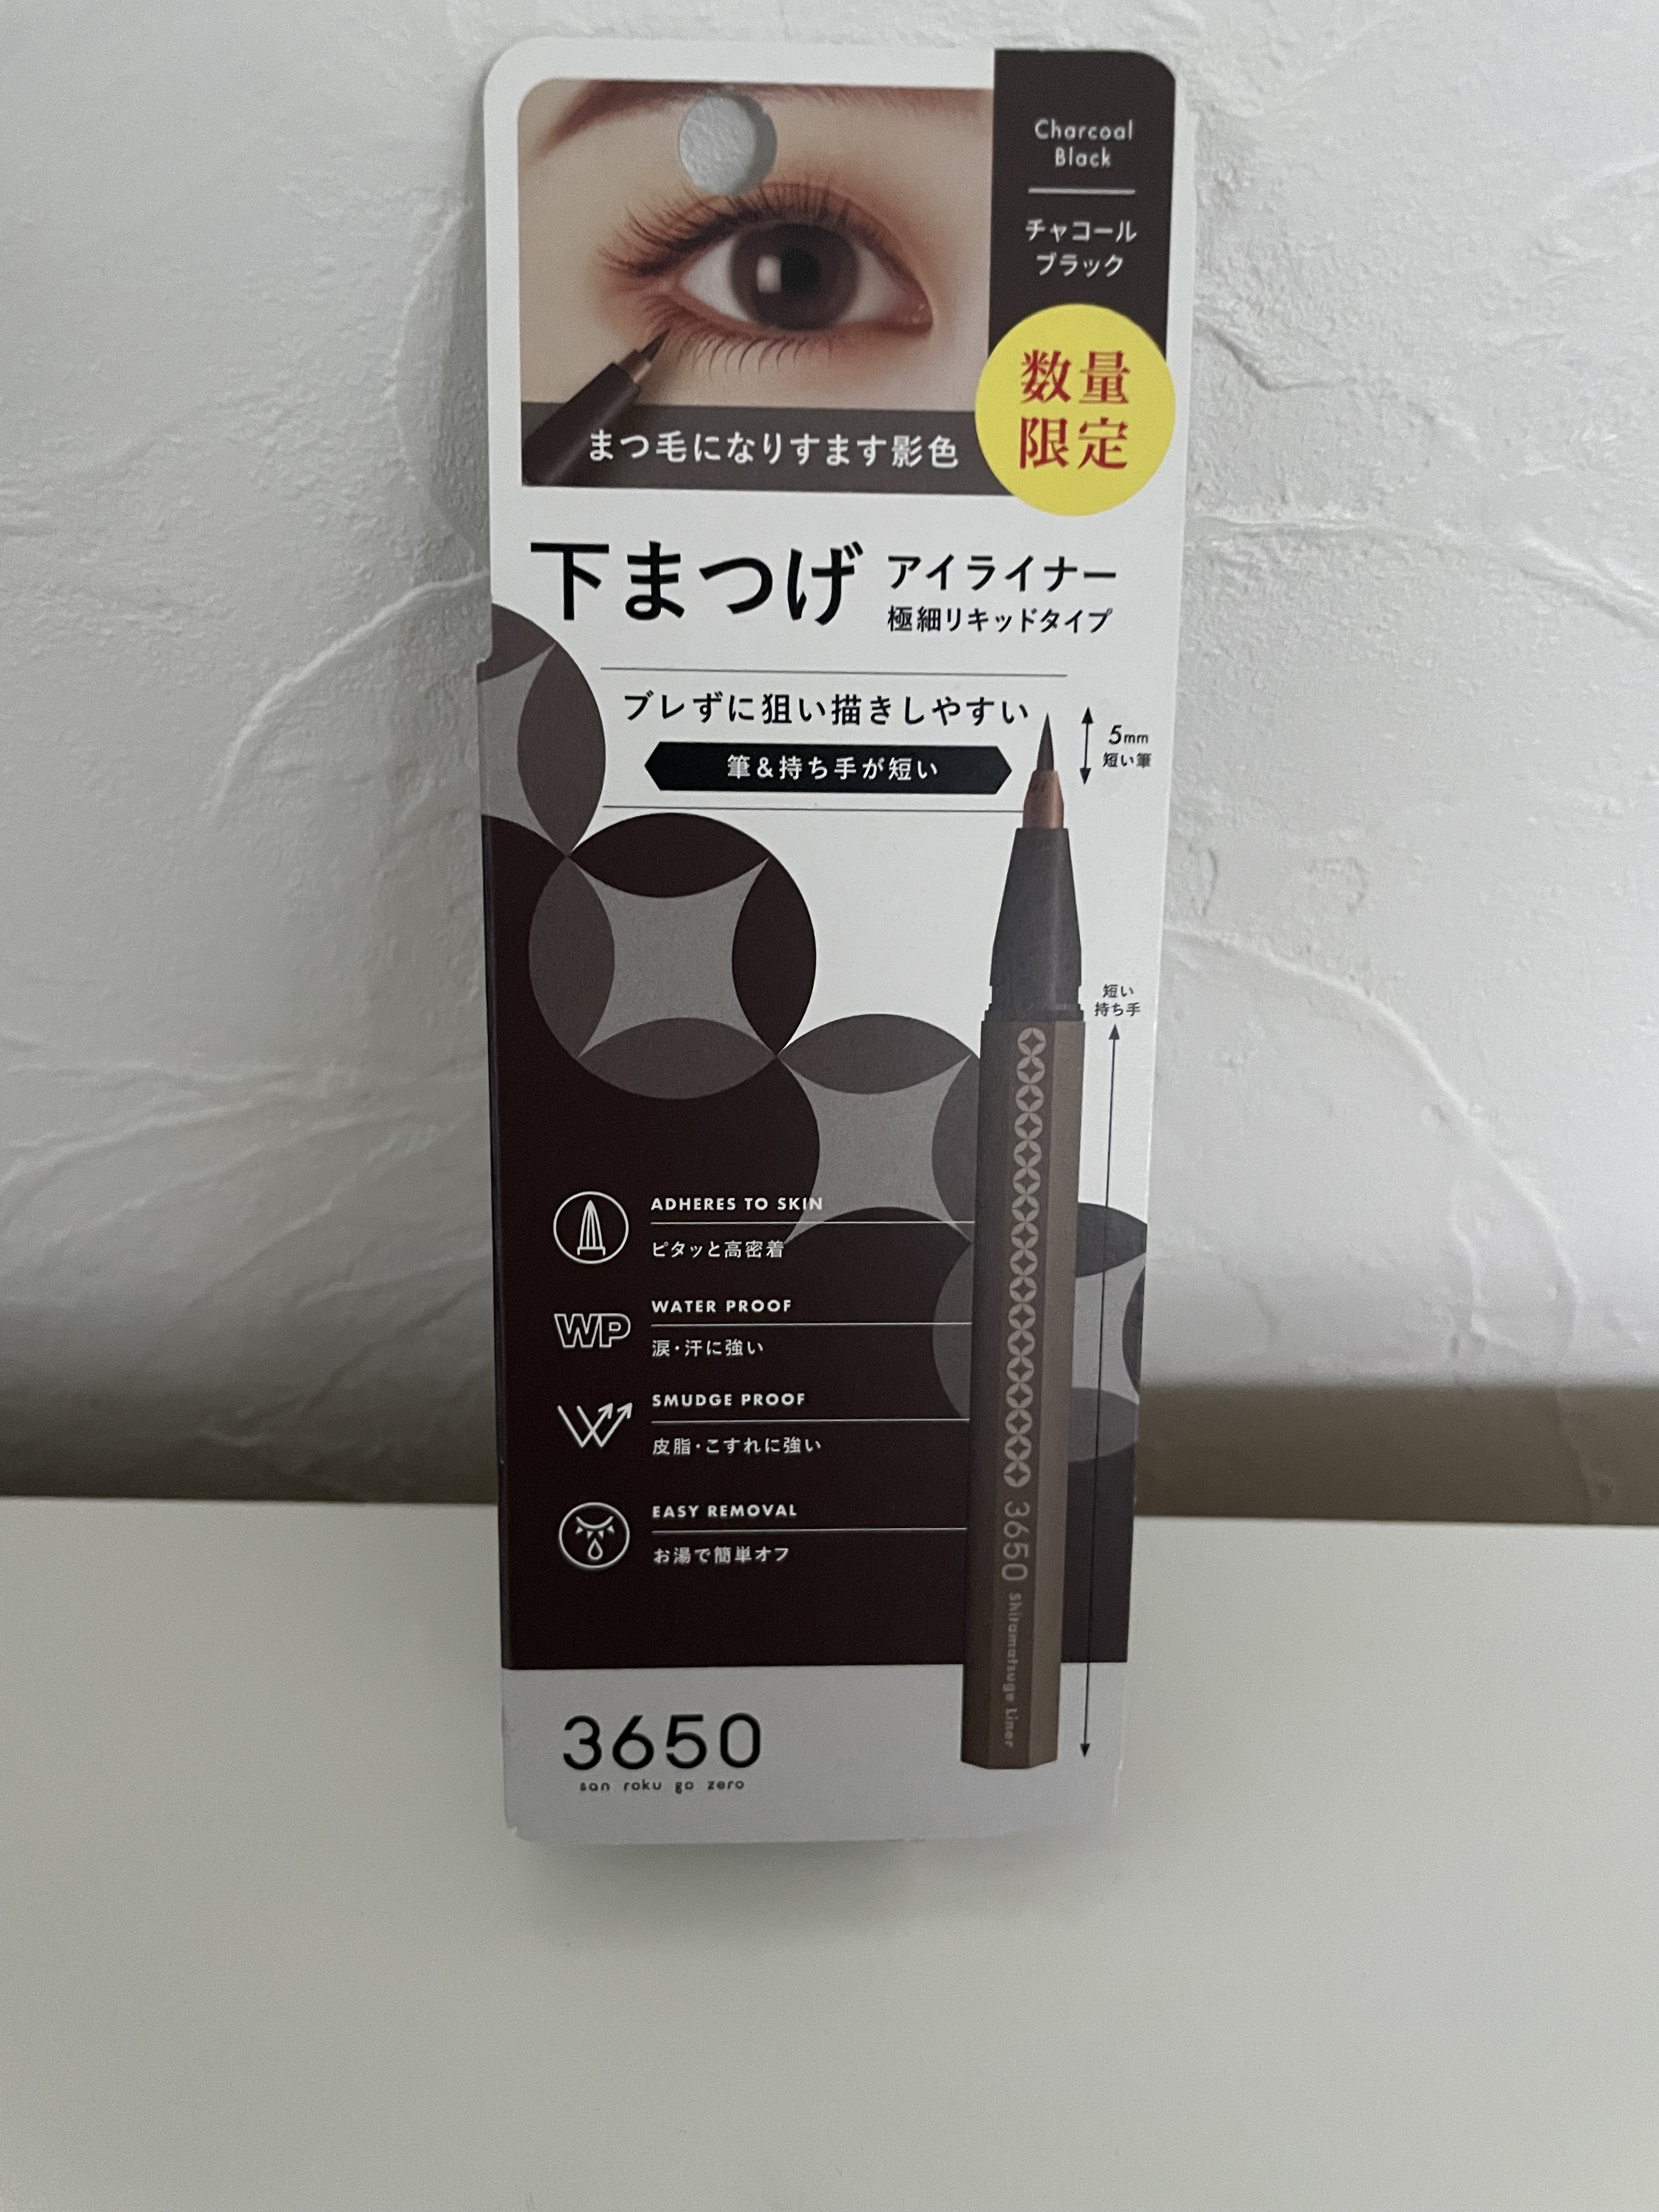 Charcoal
Black
チャコール
ブラック
数量
限定
まつ毛になりすます影色
下まつげ
アイライナー
極細リキッドタイプ
ブレずに狙い描きしやすい
筆&持ち手が短い
5mm
短い筆
短い
持ち手
ADHERES TO SKIN
ピタッと高密着
WP
WATER PROOF
涙・汗に強い
SMUDGE PROOF
皮脂・こすれに強い
EASY REMOVAL
お湯で簡単オフ
3650 Shitamatsuge Liner
3650
san roku go zero